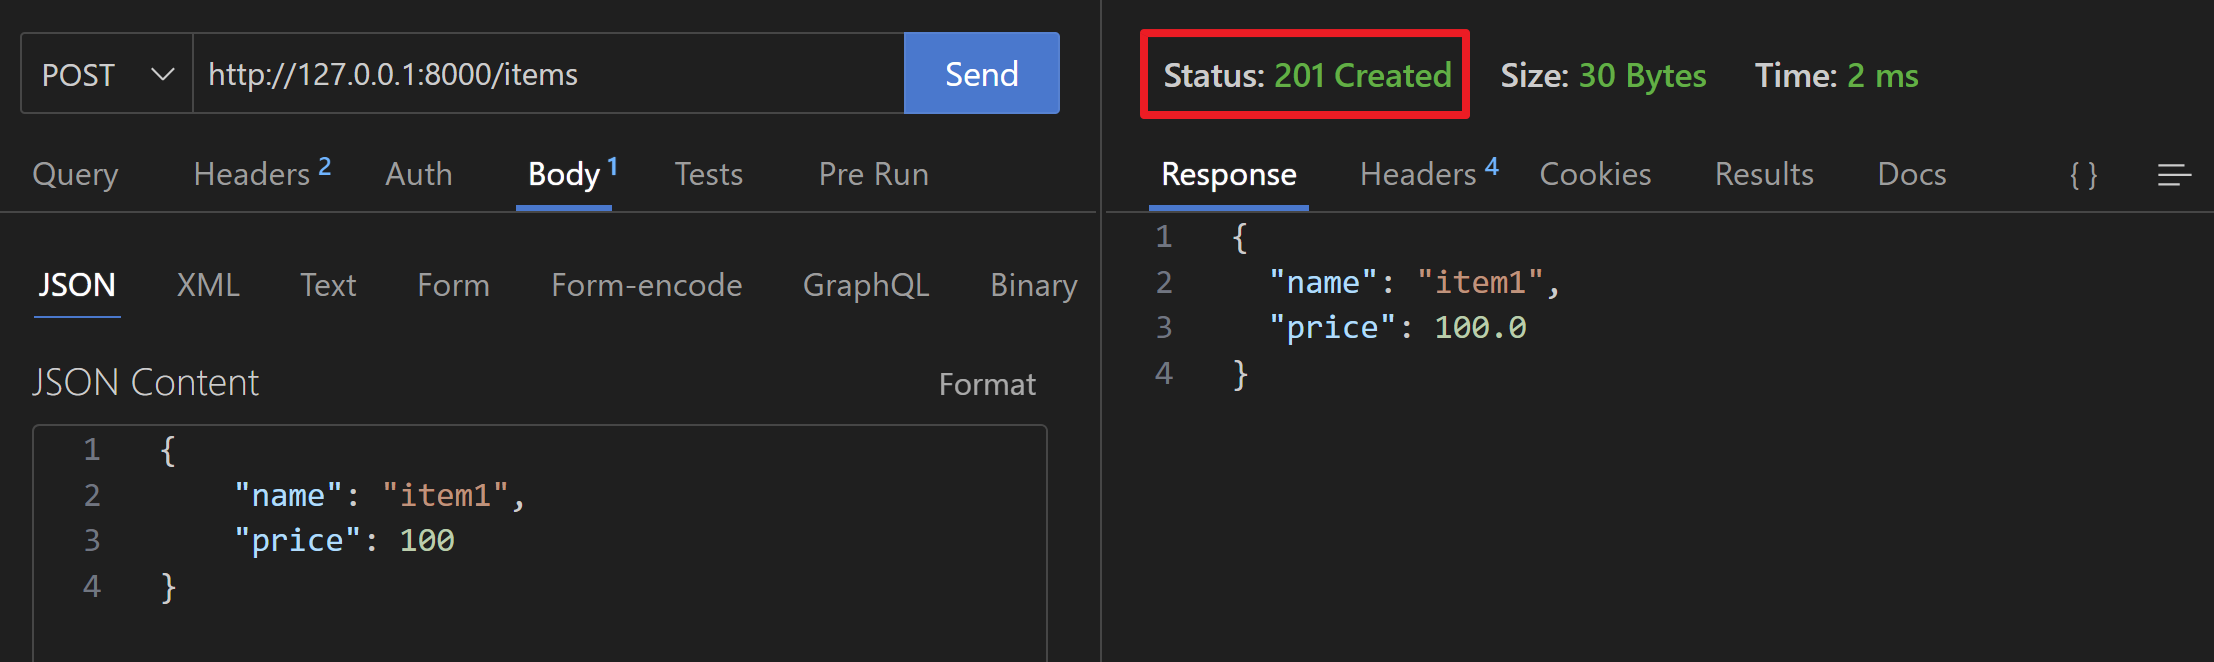 POST http://127.0.0.1:8000/items Send
Query Headers 2 Auth Body 1 Tests Pre Run
JSON XML Text Form Form-encode GraphQL Binary
JSON Content Format
1 {
2 "name": "item1",
3 "price": 100
4 }
Status: 201 Created Size: 30 Bytes Time: 2 ms
Response Headers 4 Cookies Results Docs { }
1 {
2 "name": "item1",
3 "price": 100.0
4 }